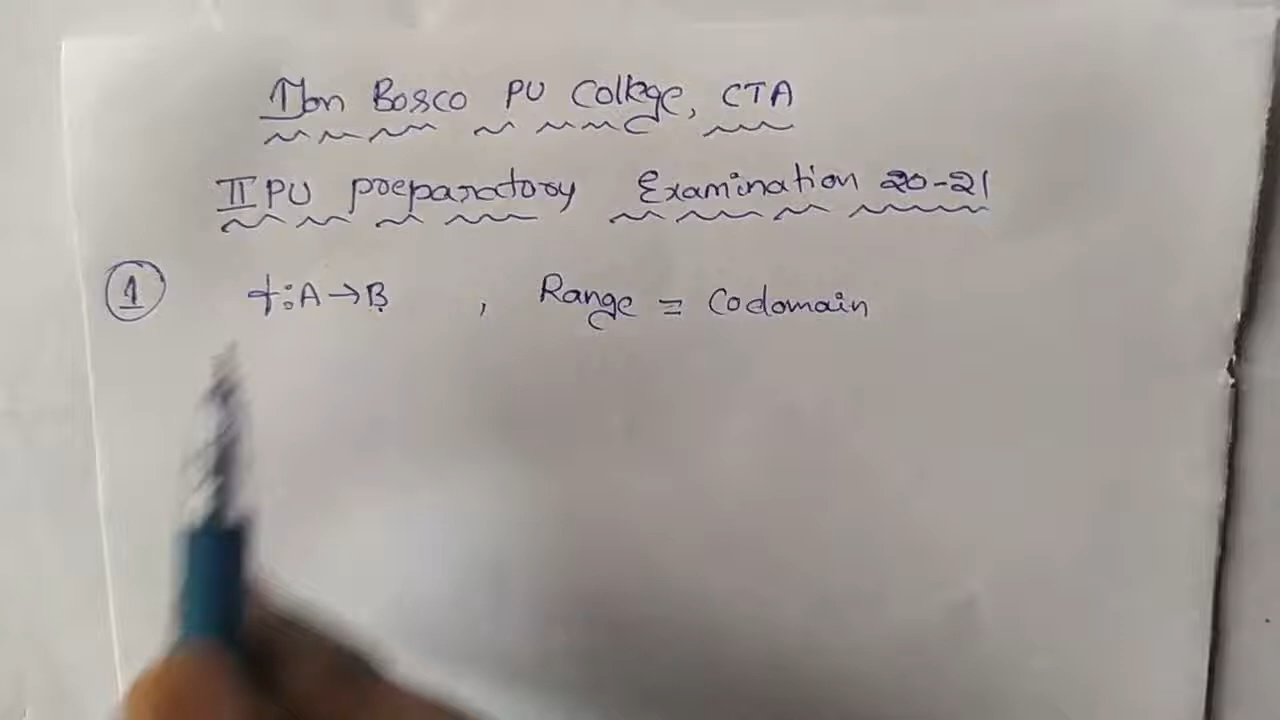 Don Bosco PU College, CTA
II PU preparatory Examination 20-21
1 f:A→B , Range = Codomain